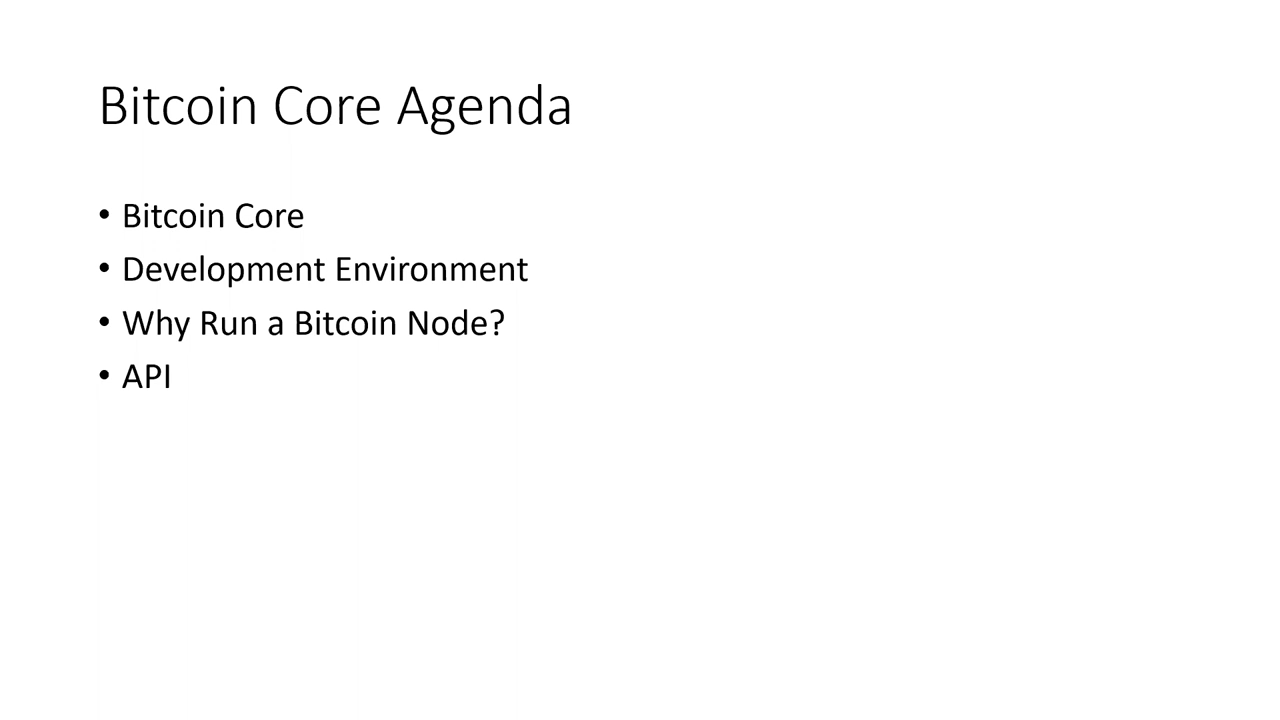 Bitcoin Core Agenda
• Bitcoin Core
• Development Environment
• Why Run a Bitcoin Node?
• API